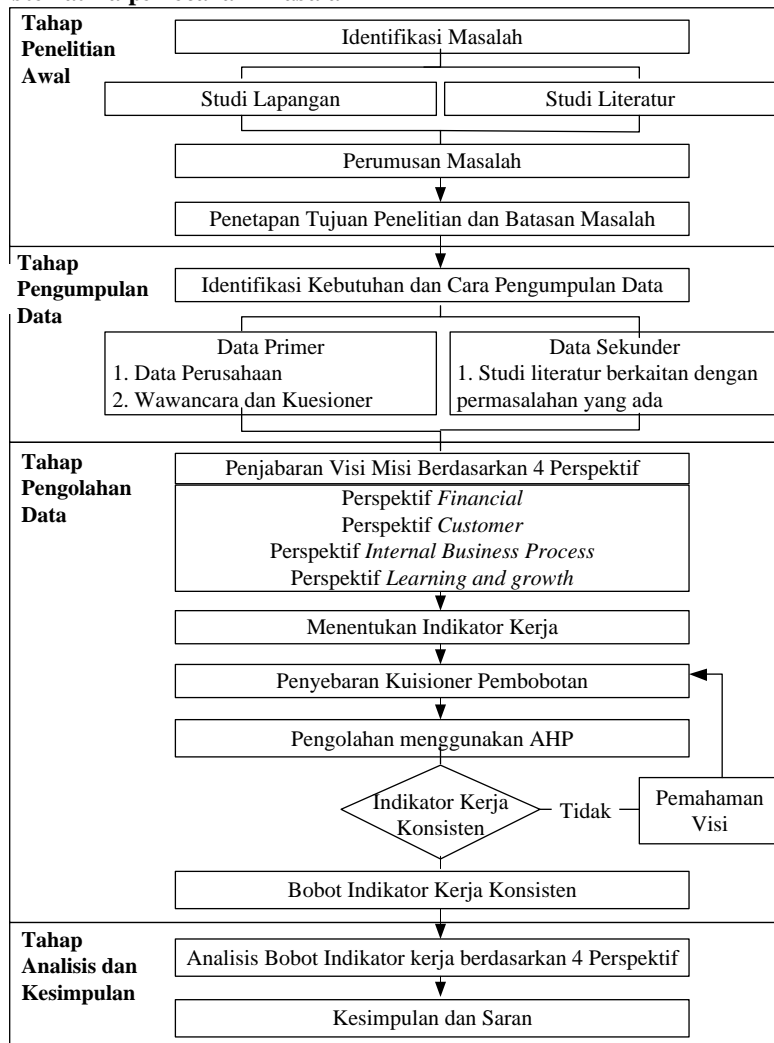 Tahap
Penelitian
Awal
Identifikasi Masalah
Studi Lapangan
Studi Literatur
Perumusan Masalah
Penetapan Tujuan Penelitian dan Batasan Masalah
Tahap
Pengumpulan
Data
Identifikasi Kebutuhan dan Cara Pengumpulan Data
Data Primer
1. Data Perusahaan
2. Wawancara dan Kuesioner
Data Sekunder
1. Studi literatur berkaitan dengan
permasalahan yang ada
Tahap
Pengolahan
Data
Penjabaran Visi Misi Berdasarkan 4 Perspektif
Perspektif Financial
Perspektif Customer
Perspektif Internal Business Process
Perspektif Learning and growth
Menentukan Indikator Kerja
Penyebaran Kuisioner Pembobotan
Pengolahan menggunakan AHP
Indikator Kerja
Konsisten
Tidak
Pemahaman
Visi
Bobot Indikator Kerja Konsisten
Tahap
Analisis dan
Kesimpulan
Analisis Bobot Indikator kerja berdasarkan 4 Perspektif
Kesimpulan dan Saran